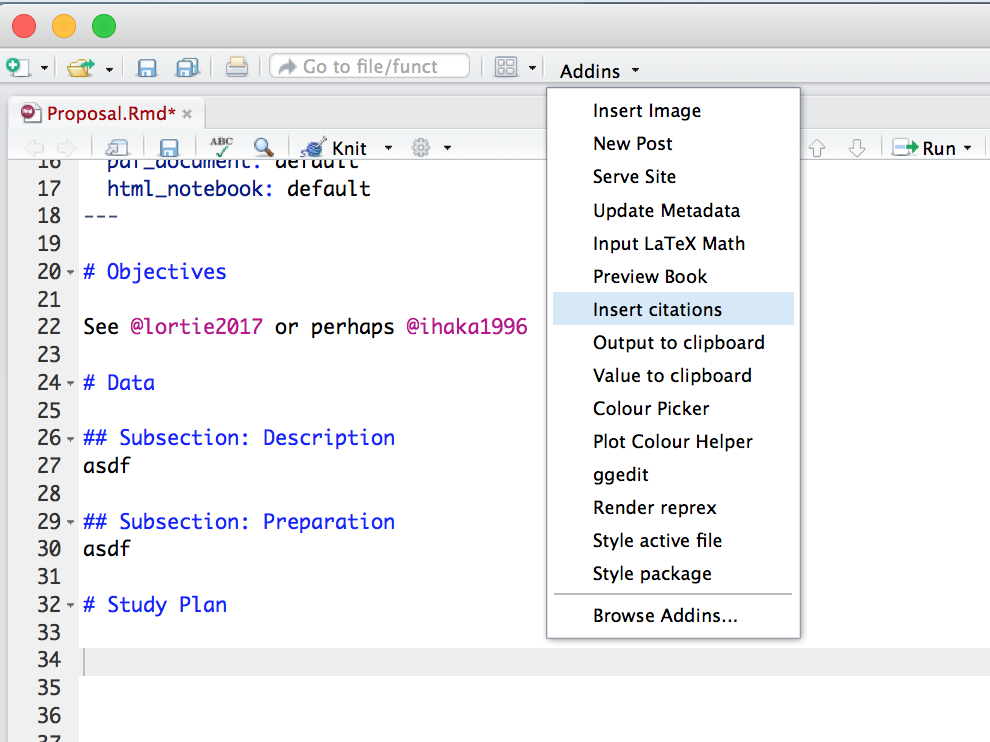 Go to file/funct
Addins
Proposal.Rmd*
ABC
Knit
Run
Insert Image
New Post
Serve Site
Update Metadata
Input LaTeX Math
Preview Book
Insert citations
Output to clipboard
Value to clipboard
Colour Picker
Plot Colour Helper
ggedit
Render reprex
Style active file
Style package
Browse Addins...
16 pdf_document: default
17 html_notebook: default
18 ---
19
20 # Objectives
21
22 See @lortie2017 or perhaps @ihaka1996
23
24 # Data
25
26 ## Subsection: Description
27 asdf
28
29 ## Subsection: Preparation
30 asdf
31
32 # Study Plan
33
34
35
36
37